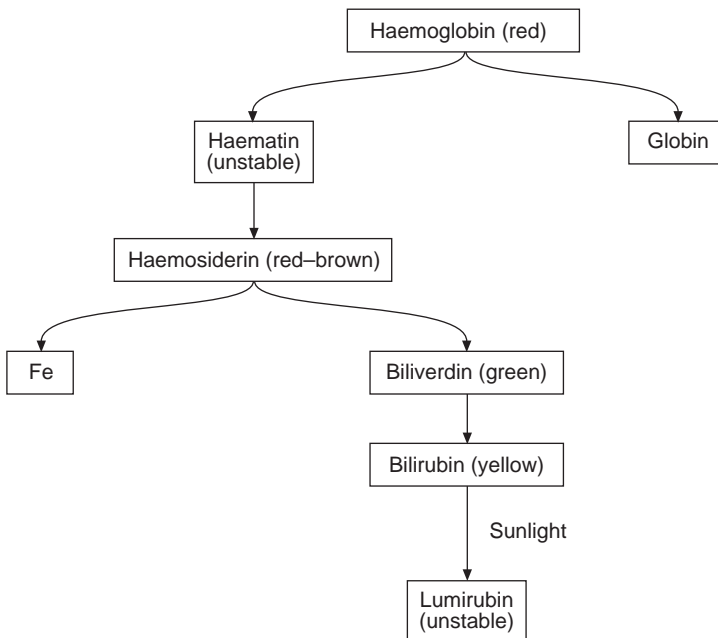 Haemoglobin (red)
Haematin
(unstable)
Globin
Haemosiderin (red–brown)
Fe
Biliverdin (green)
Bilirubin (yellow)
Sunlight
Lumirubin
(unstable)